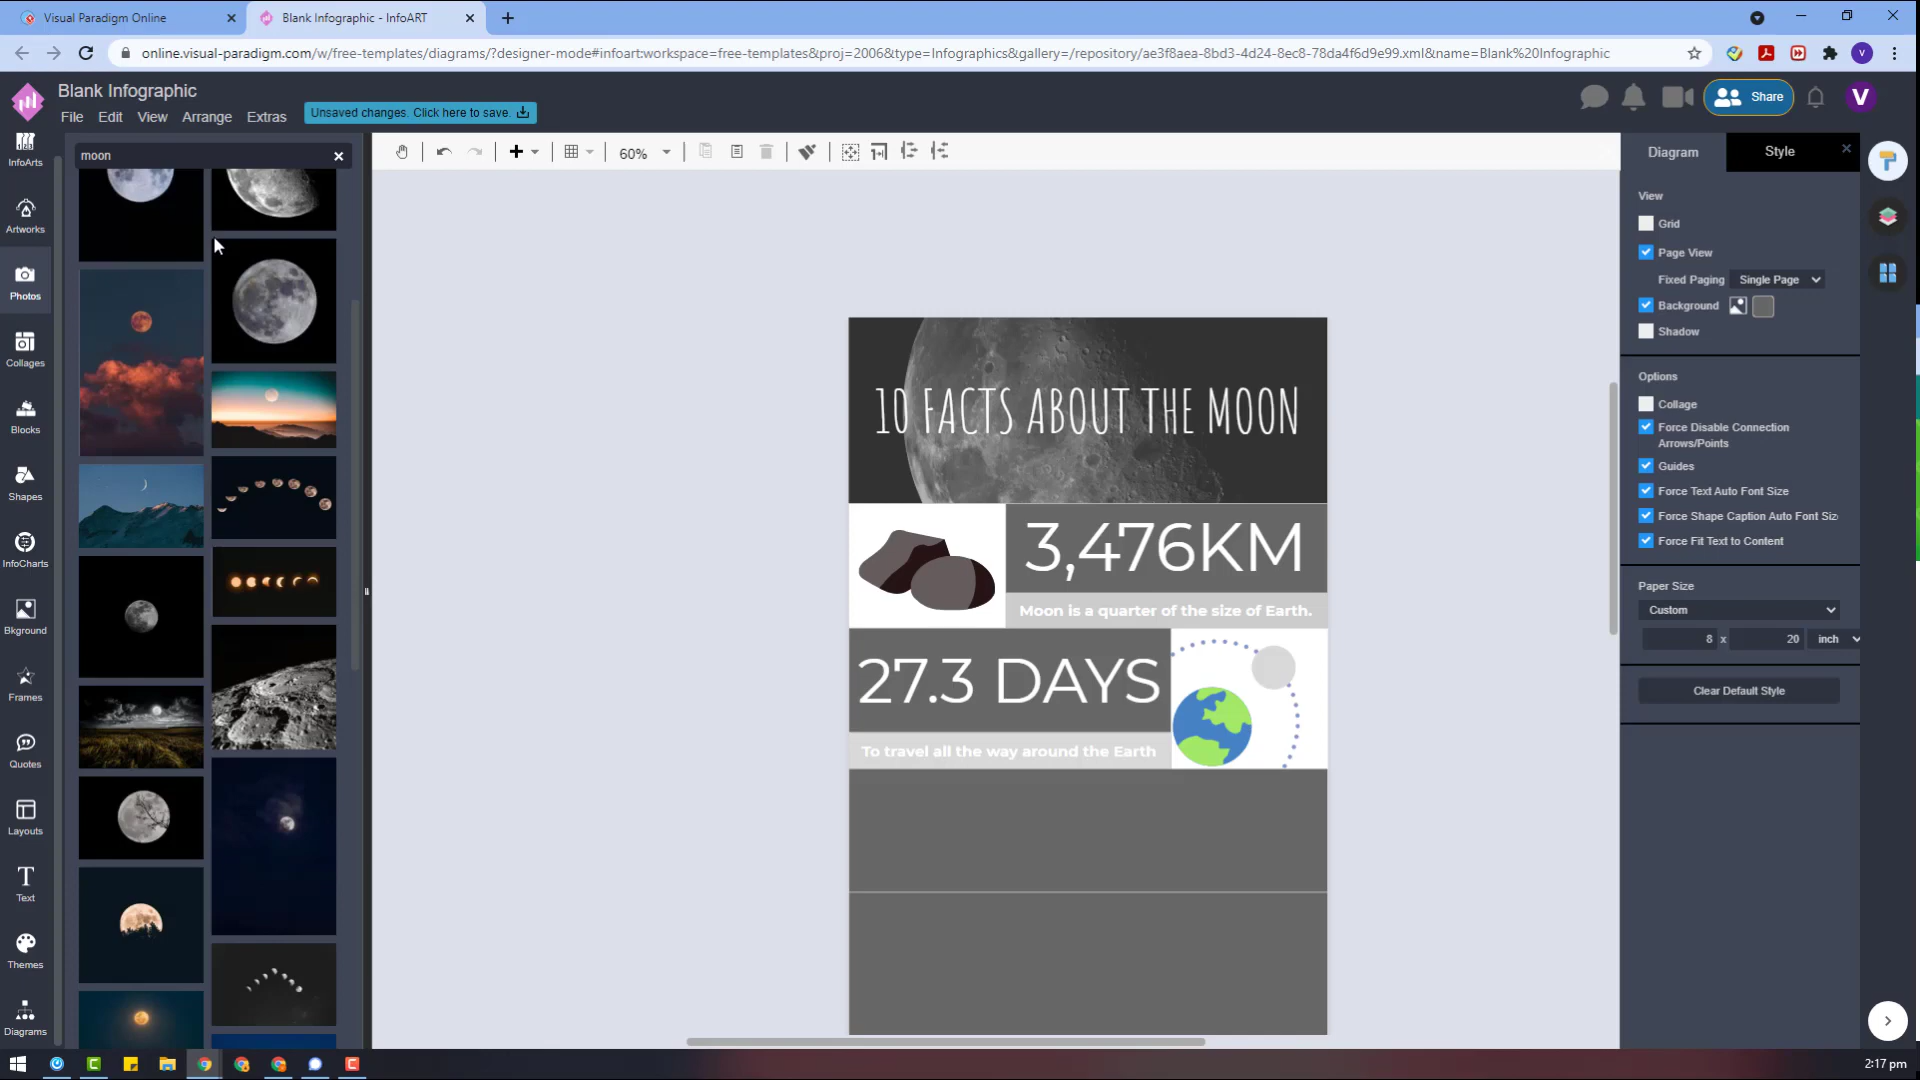 Visual Paradigm Online
Blank Infographic - InfoART
online.visual-paradigm.com/w/free-templates/diagrams/?designer-mode#infoart:workspace=free-templates&proj=2006&type=Infographics&gallery=/repository/ae3f8aea-8bd3-4d24-8ec8-78da4f6d9e99.xml&name=Blank%20Infographic
V
Blank Infographic
File Edit View Arrange Extras
Unsaved changes. Click here to save.
Share
V
moon
60%
Diagram
Style
InfoArts
Artworks
Photos
Collages
Blocks
Shapes
InfoCharts
Bkground
Frames
Quotes
Layouts
Text
Themes
Diagrams
10 FACTS ABOUT THE MOON
3,476KM
Moon is a quarter of the size of Earth.
27.3 DAYS
To travel all the way around the Earth
View
Grid
Page View
Fixed Paging Single Page
Background
Shadow
Options
Collage
Force Disable Connection
Arrows/Points
Guides
Force Text Auto Font Size
Force Shape Caption Auto Font Siz
Force Fit Text to Content
Paper Size
Custom
8 x 20 inch
Clear Default Style
2:17 pm